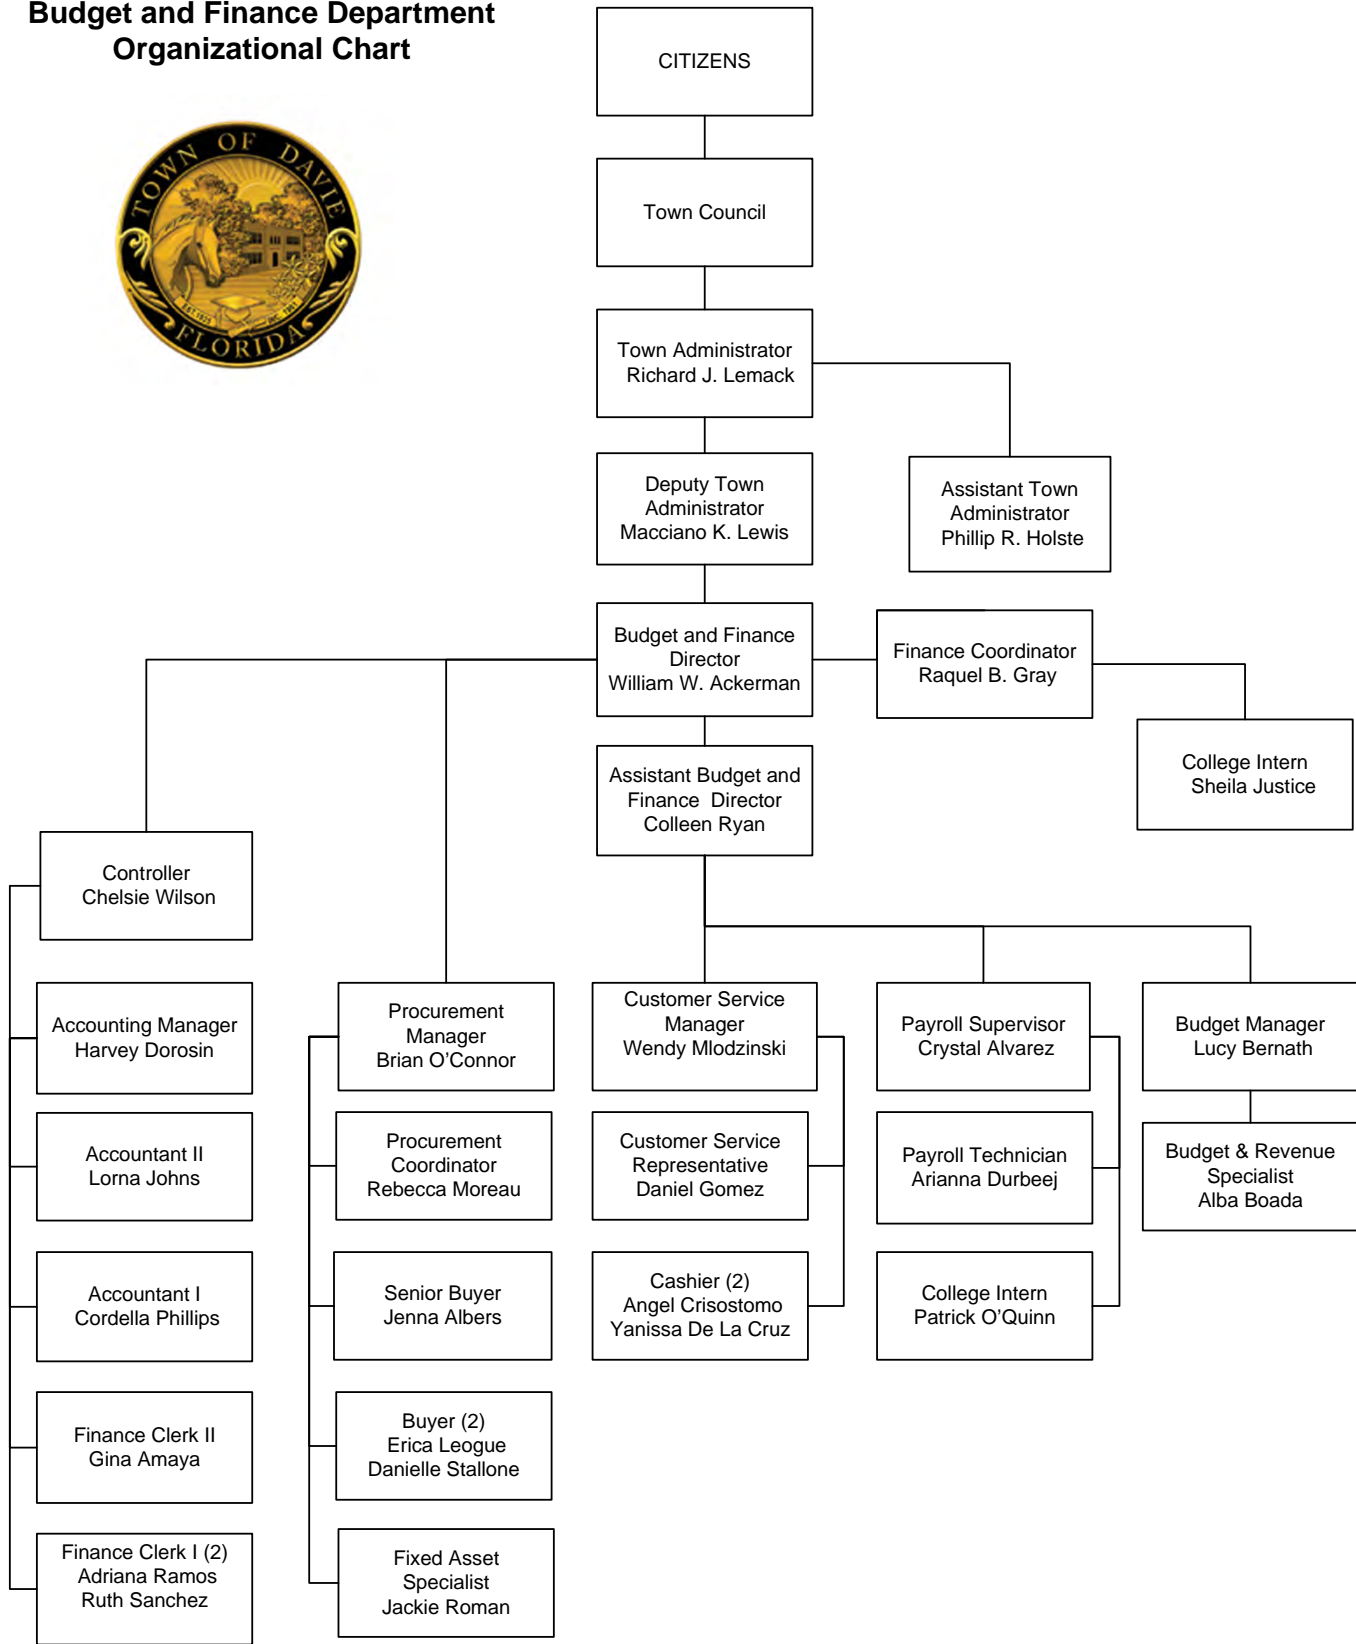 Budget and Finance Department
Organizational Chart
TOWN OF DAVIE
FLORIDA
CITIZENS
Town Council
Town Administrator
Richard J. Lemack
Deputy Town
Administrator
Macciano K. Lewis
Assistant Town
Administrator
Phillip R. Holste
Budget and Finance
Director
William W. Ackerman
Finance Coordinator
Raquel B. Gray
College Intern
Sheila Justice
Assistant Budget and
Finance Director
Colleen Ryan
Controller
Chelsie Wilson
Accounting Manager
Harvey Dorosin
Accountant II
Lorna Johns
Accountant I
Cordella Phillips
Finance Clerk II
Gina Amaya
Finance Clerk I (2)
Adriana Ramos
Ruth Sanchez
Procurement
Manager
Brian O'Connor
Procurement
Coordinator
Rebecca Moreau
Senior Buyer
Jenna Albers
Buyer (2)
Erica Leogue
Danielle Stallone
Fixed Asset
Specialist
Jackie Roman
Customer Service
Manager
Wendy Mlodzinski
Customer Service
Representative
Daniel Gomez
Cashier (2)
Angel Crisostomo
Yanissa De La Cruz
Payroll Supervisor
Crystal Alvarez
Payroll Technician
Arianna Durbeej
College Intern
Patrick O'Quinn
Budget Manager
Lucy Bernath
Budget & Revenue
Specialist
Alba Boada